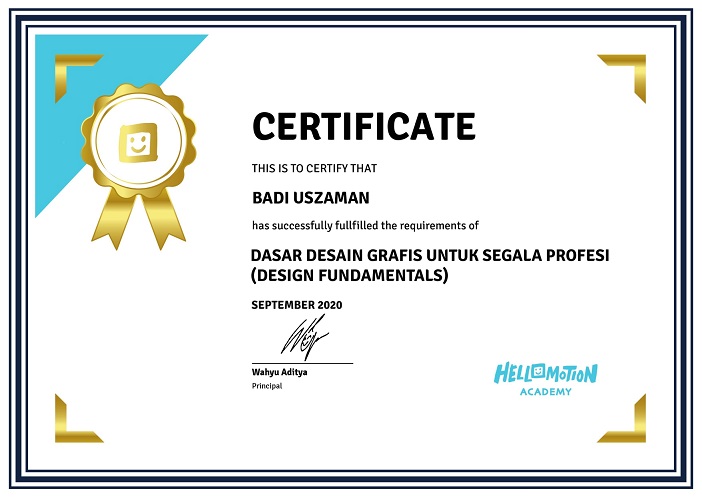 CERTIFICATE
THIS IS TO CERTIFY THAT
BADI USZAMAN
has successfully fullfilled the requirements of
DASAR DESAIN GRAFIS UNTUK SEGALA PROFESI
(DESIGN FUNDAMENTALS)
SEPTEMBER 2020
Wahyu Aditya
Principal
HELLOMOTION
ACADEMY